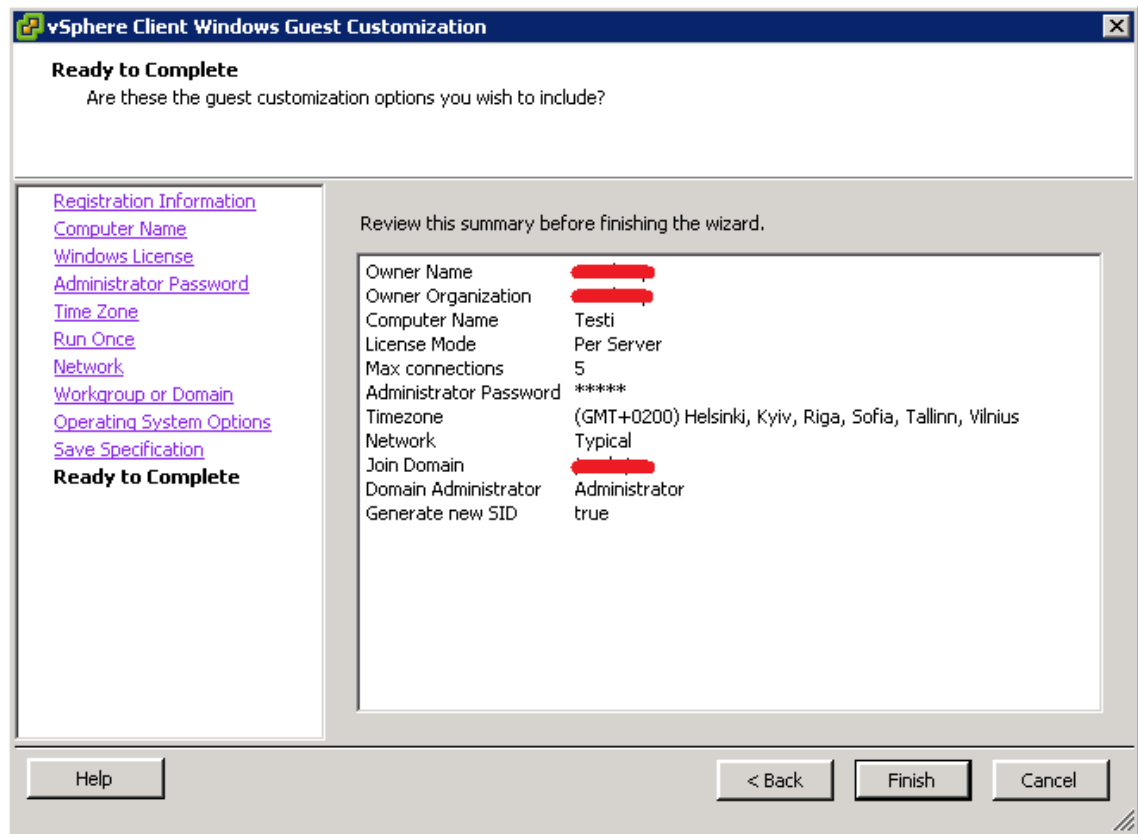 vSphere Client Windows Guest Customization
Ready to Complete
Are these the guest customization options you wish to include?
Registration Information
Computer Name
Windows License
Administrator Password
Time Zone
Run Once
Network
Workgroup or Domain
Operating System Options
Save Specification
Ready to Complete
Review this summary before finishing the wizard.
Owner Name
Owner Organization
Computer Name Testi
License Mode Per Server
Max connections 5
Administrator Password *****
Timezone (GMT+0200) Helsinki, Kyiv, Riga, Sofia, Tallinn, Vilnius
Network Typical
Join Domain
Domain Administrator Administrator
Generate new SID true
Help < Back Finish Cancel